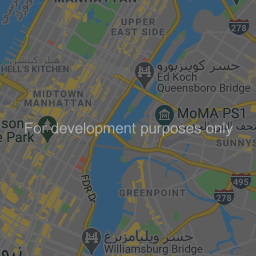 UPPER
EAST SIDE
278
HELL'S KITCHEN
جسر كوينزبورو
Ed Koch
Queensboro Bridge
MIDTOWN
MANHATTAN
MoMA PS1
For development purposes only
son
e Park
SUNNYS
FDR Dr
495
GREENPOINT
278
جسر ويليامزبرغ
Williamsburg Bridge